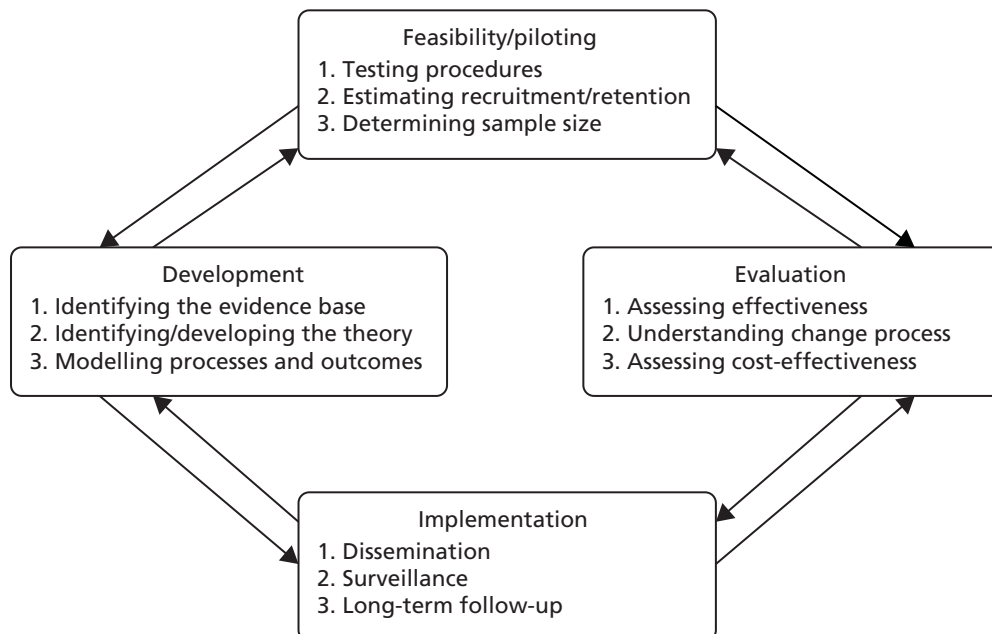 Feasibility/piloting
1. Testing procedures
2. Estimating recruitment/retention
3. Determining sample size
Development
1. Identifying the evidence base
2. Identifying/developing the theory
3. Modelling processes and outcomes
Evaluation
1. Assessing effectiveness
2. Understanding change process
3. Assessing cost-effectiveness
Implementation
1. Dissemination
2. Surveillance
3. Long-term follow-up